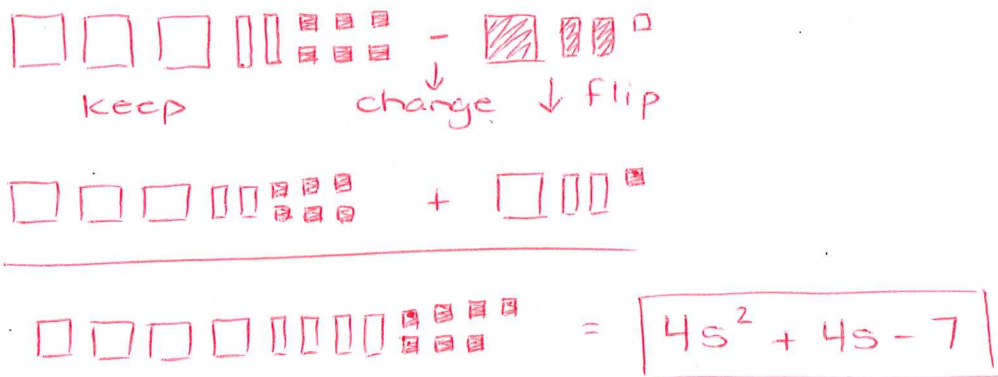 -
keep change flip
+
= 4s² + 4s - 7